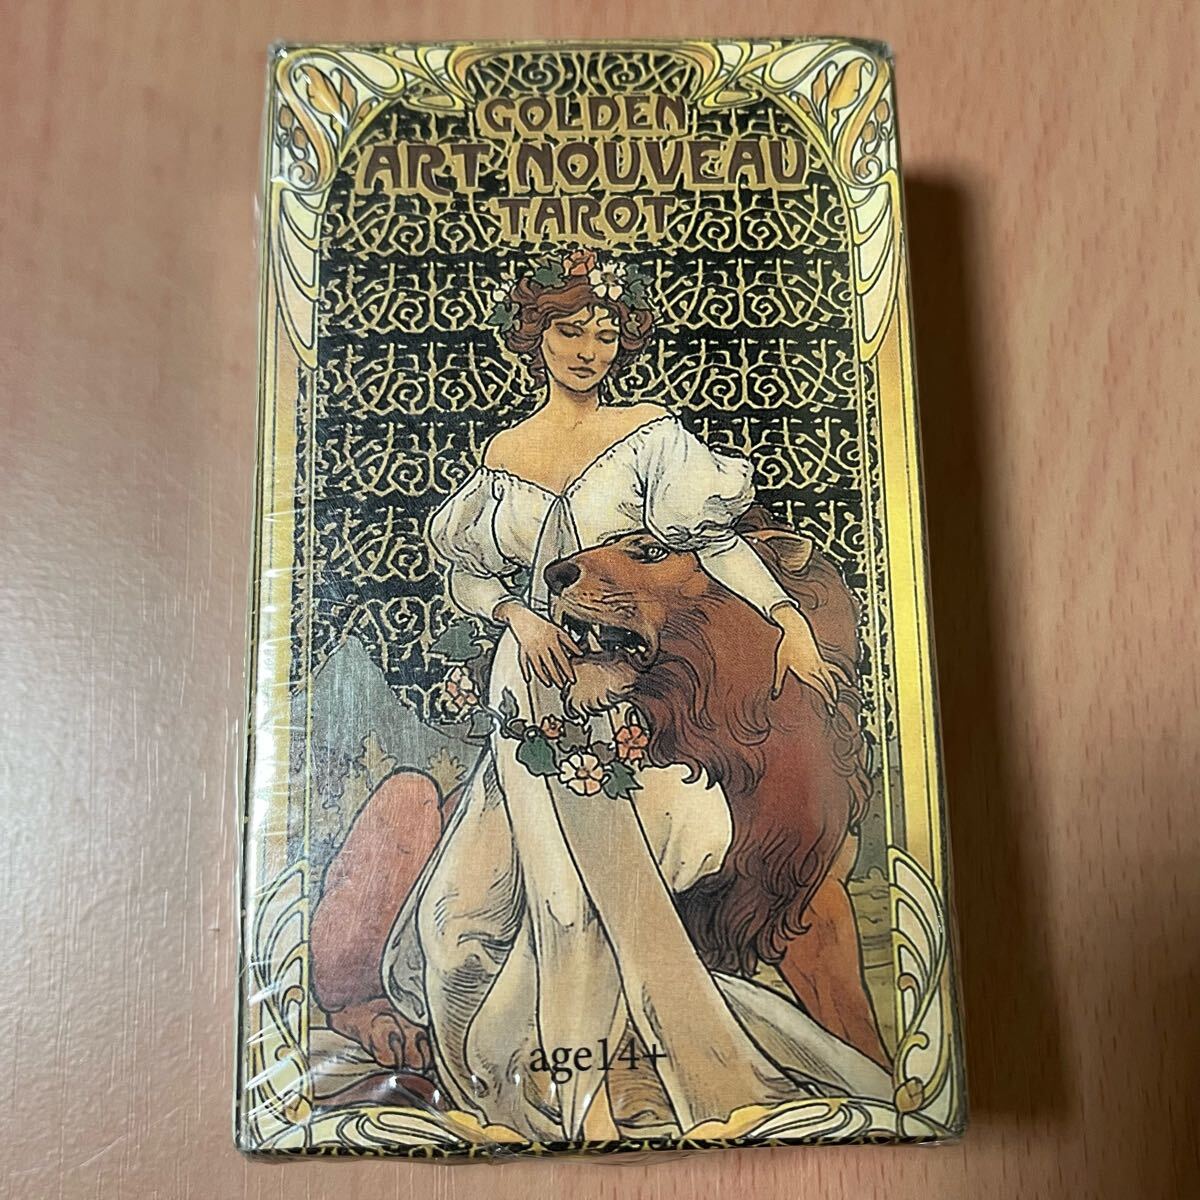 GOLDEN
ART NOUVEAU
TAROT
age14+